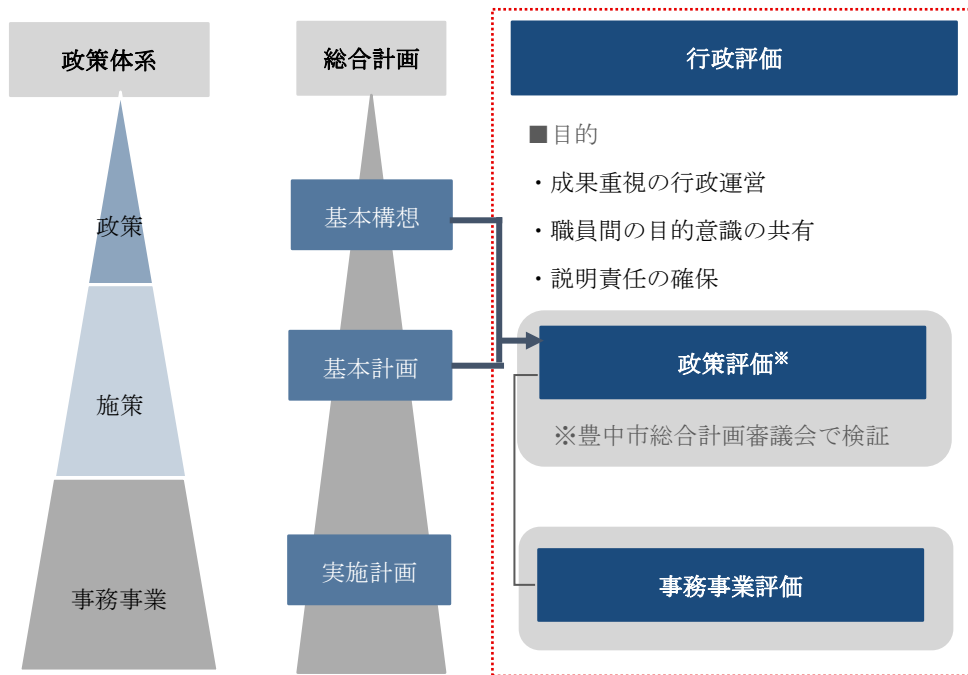 政策体系
総合計画
行政評価
政策
施策
事務事業
基本構想
基本計画
実施計画
■目的
・成果重視の行政運営
・職員間の目的意識の共有
・説明責任の確保
政策評価※
※豊中市総合計画審議会で検証
事務事業評価